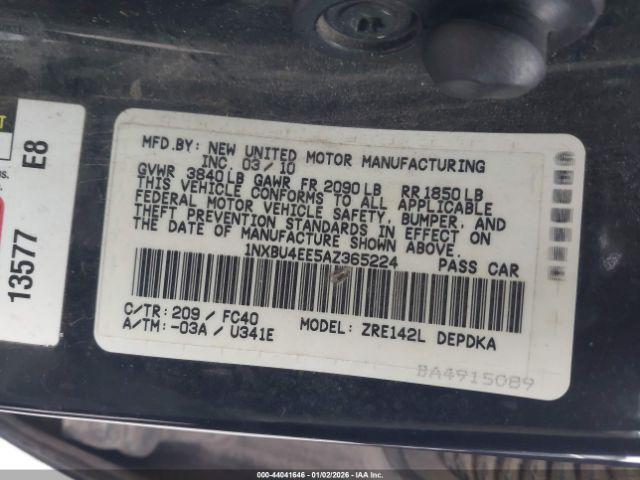 MFD.BY: NEW UNITED MOTOR MANUFACTURING
INC. 03/10
GVWR 3840LB GAWR FR 2090LB RR1850LB
THIS VEHICLE CONFORMS TO ALL APPLICABLE
FEDERAL MOTOR VEHICLE SAFETY, BUMPER, AND
THEFT PREVENTION STANDARDS IN EFFECT ON
THE DATE OF MANUFACTURE SHOWN ABOVE.
1NXBU4EE5AZ365224 PASS CAR
C/TR: 209 / FC40
A/TM: -03A / U341E MODEL: ZRE142L DEPDKA
BA4915089
13577 E8
000-44041646 - 01/02/2026 - IAA Inc.